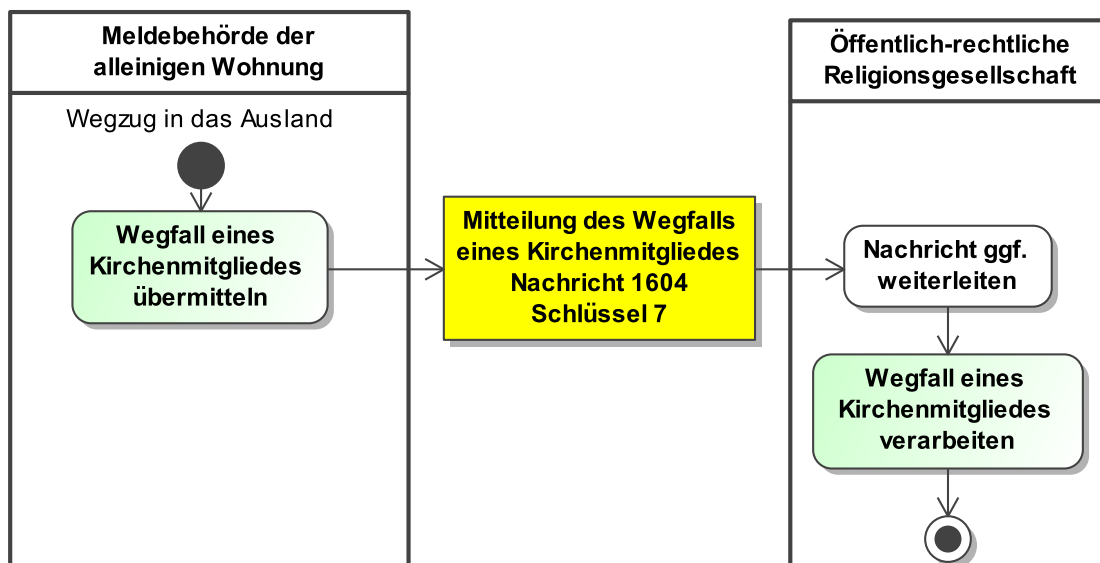 Meldebehörde der
alleinigen Wohnung
Wegzug in das Ausland
Wegfall eines
Kirchenmitgliedes
übermitteln
Mitteilung des Wegfalls
eines Kirchenmitgliedes
Nachricht 1604
Schlüssel 7
Öffentlich-rechtliche
Religionsgesellschaft
Nachricht ggf.
weiterleiten
Wegfall eines
Kirchenmitgliedes
verarbeiten